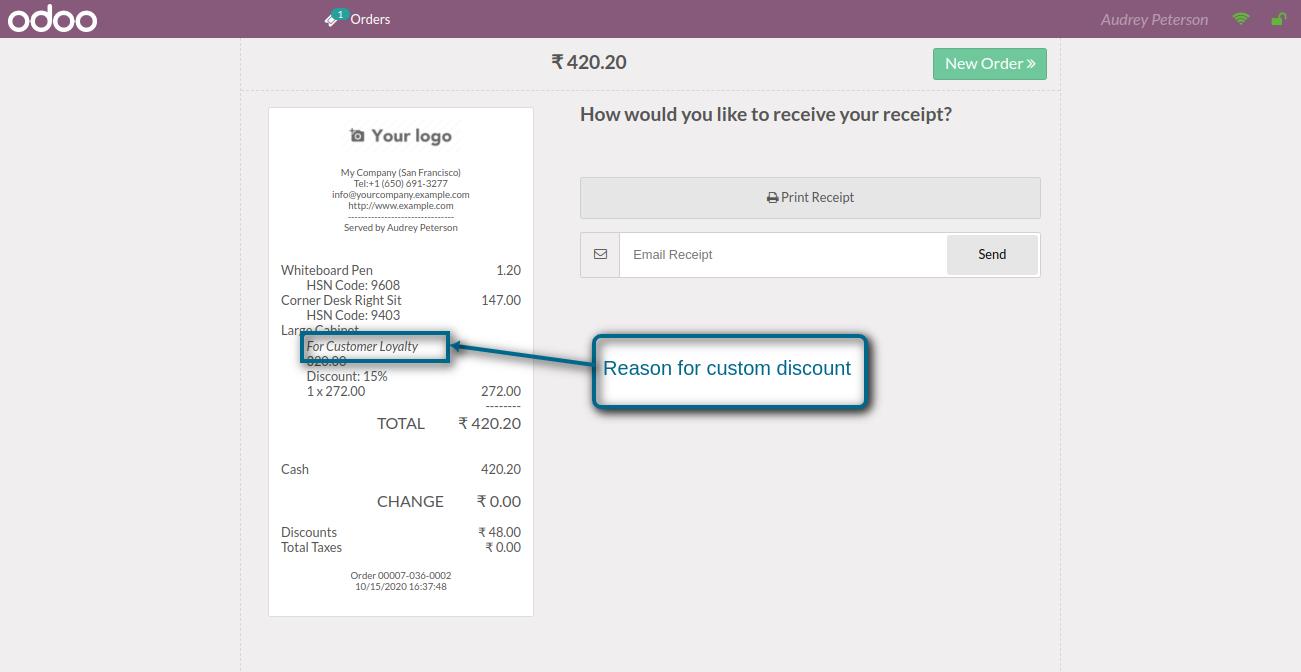 odoo
1
Orders
Audrey Peterson
₹ 420.20
New Order »
Your logo
How would you like to receive your receipt?
My Company (San Francisco)
Tel:+1 (650) 691-3277
info@yourcompany.example.com
http://www.example.com
--------------------------------
Served by Audrey Peterson
Print Receipt
Email Receipt
Send
Whiteboard Pen 1.20
HSN Code: 9608
Corner Desk Right Sit 147.00
HSN Code: 9403
Large Cabinet
For Customer Loyalty
320.00
Discount: 15%
1 x 272.00 272.00
--------
TOTAL ₹ 420.20
Reason for custom discount
Cash 420.20
CHANGE ₹ 0.00
Discounts ₹ 48.00
Total Taxes ₹ 0.00
Order 00007-036-0002
10/15/2020 16:37:48